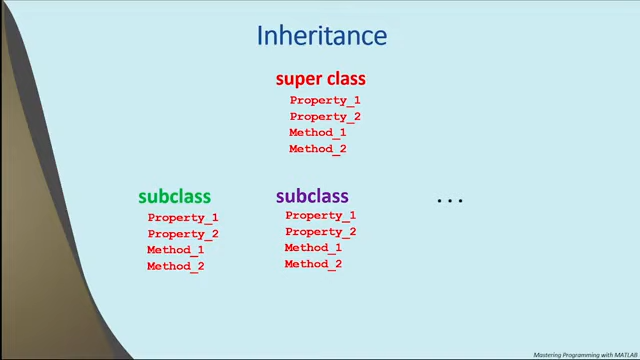 Inheritance
super class
Property_1
Property_2
Method_1
Method_2
subclass
Property_1
Property_2
Method_1
Method_2
subclass
Property_1
Property_2
Method_1
Method_2
...
Mastering Programming with MATLAB